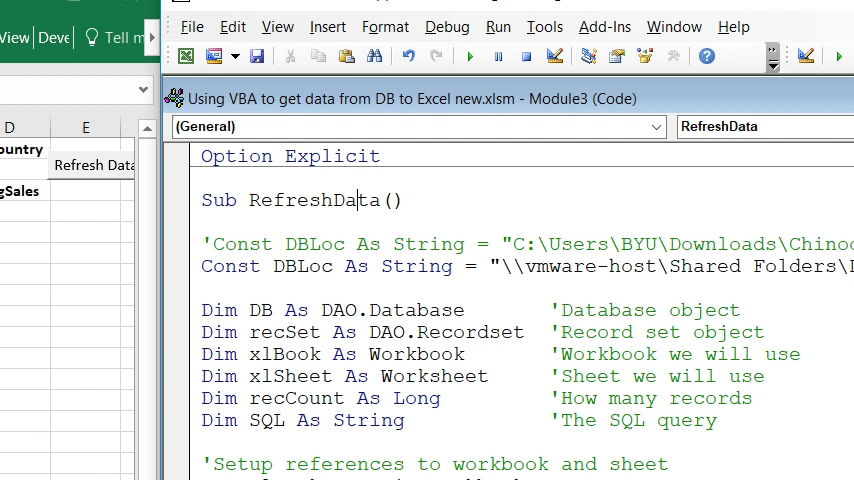 File Edit View Insert Format Debug Run Tools Add-Ins Window Help
View Deve Tell m
Using VBA to get data from DB to Excel new.xlsm - Module3 (Code)
(General) RefreshData
D E
ountry
Refresh Data
gSales
Option Explicit
Sub RefreshData()
'Const DBLoc As String = "C:\Users\BYU\Downloads\Chinoo
Const DBLoc As String = "\\vmware-host\Shared Folders\
Dim DB As DAO.Database 'Database object
Dim recSet As DAO.Recordset 'Record set object
Dim xlBook As Workbook 'Workbook we will use
Dim xlSheet As Worksheet 'Sheet we will use
Dim recCount As Long 'How many records
Dim SQL As String 'The SQL query
'Setup references to workbook and sheet